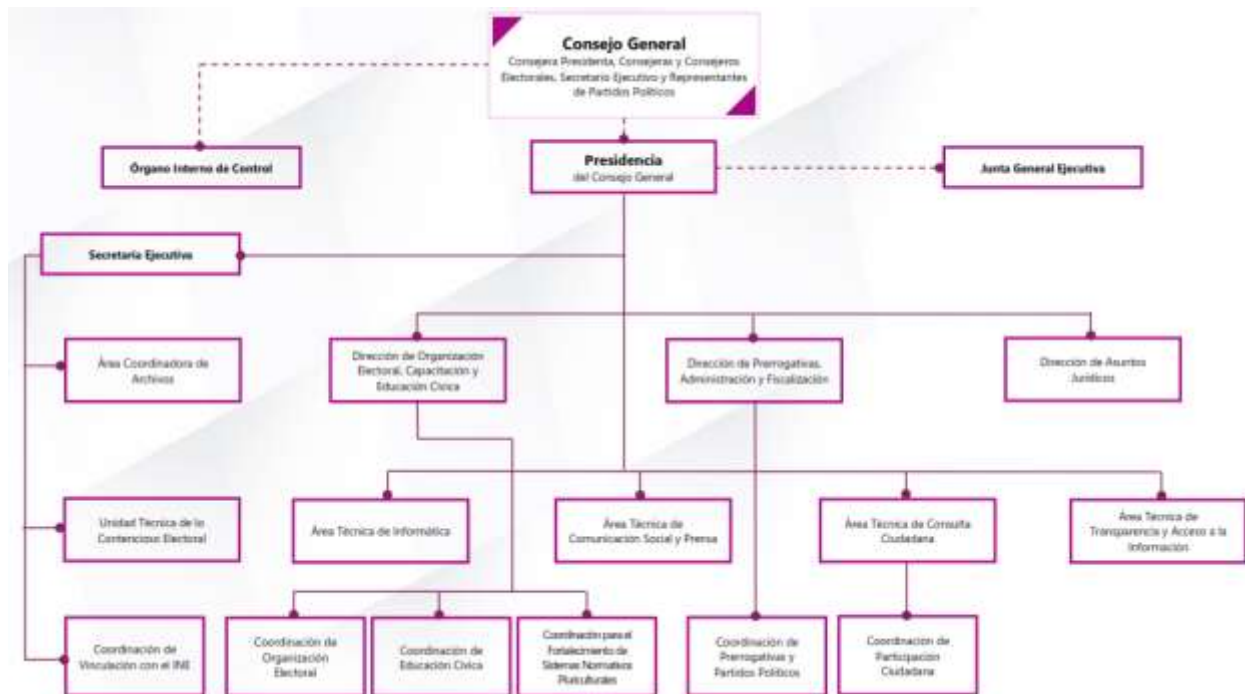 Consejo General
Consejera Presidenta, Consejeras y Consejeros
Electorales, Secretario Ejecutivo y Representantes
de Partidos Políticos
Órgano Interno de Control
Presidencia
del Consejo General
Junta General Ejecutiva
Secretaría Ejecutiva
Área Coordinadora de
Archivos
Dirección de Organización
Electoral, Capacitación y
Educación Cívica
Dirección de Prerrogativas,
Administración y Fiscalización
Dirección de Asuntos
Jurídicos
Unidad Técnica de lo
Contencioso Electoral
Área Técnica de Informática
Área Técnica de
Comunicación Social y Prensa
Área Técnica de Consulta
Ciudadana
Área Técnica de
Transparencia y Acceso a la
Información
Coordinación de
Vinculación con el INE
Coordinación de
Organización
Electoral
Coordinación de
Educación Cívica
Coordinación para el
Fortalecimiento de
Sistemas Normativos
Pluriculturales
Coordinación de
Prerrogativas y
Partidos Políticos
Coordinación de
Participación
Ciudadana